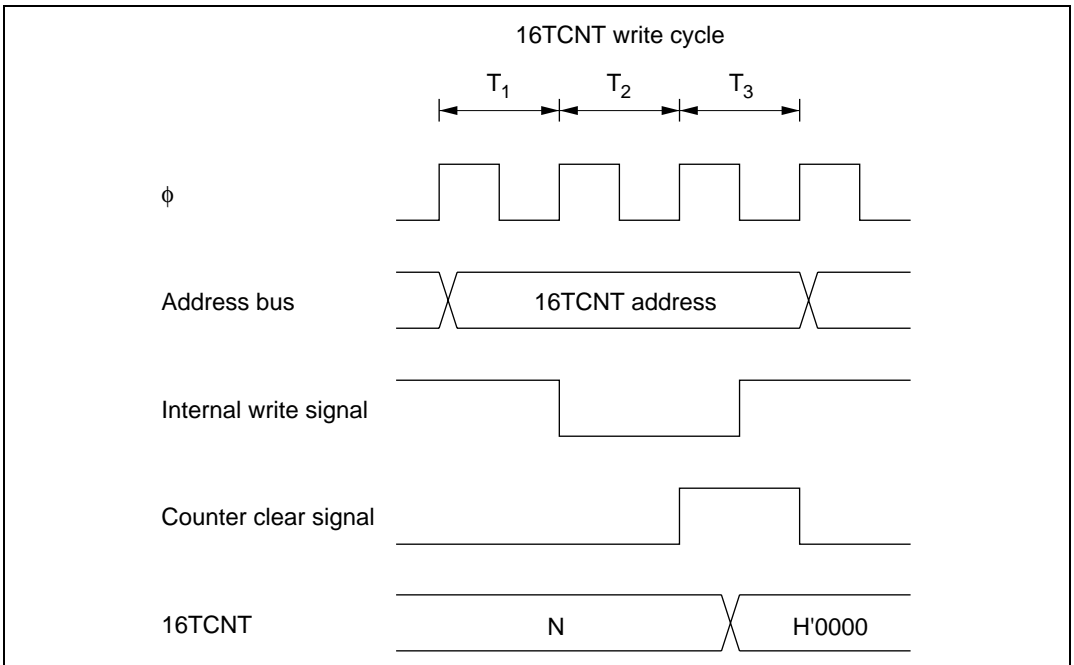 16TCNT write cycle
T1 T2 T3
φ
Address bus
16TCNT address
Internal write signal
Counter clear signal
16TCNT
N
H'0000